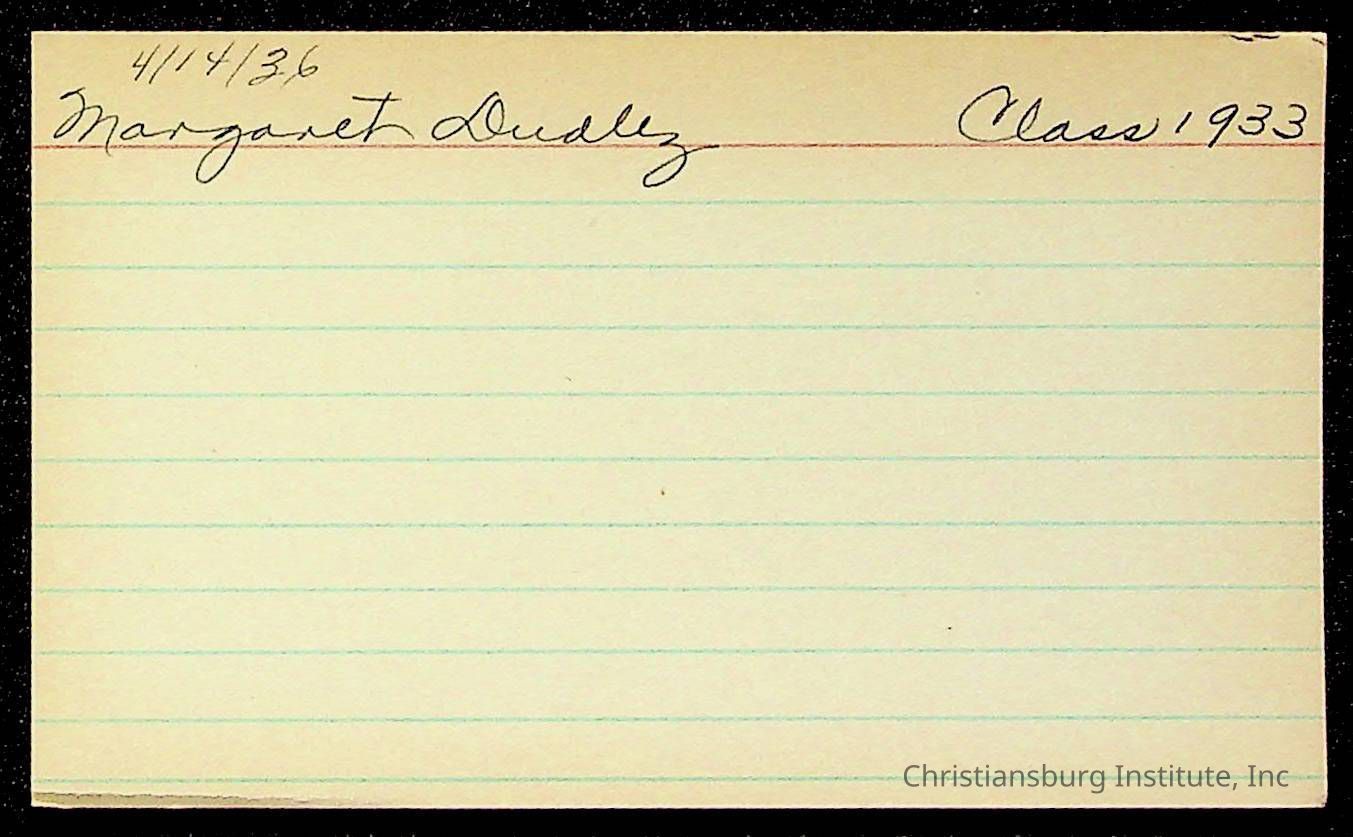 4/14/36
Margaret Dudley Class 1933
Christiansburg Institute, Inc